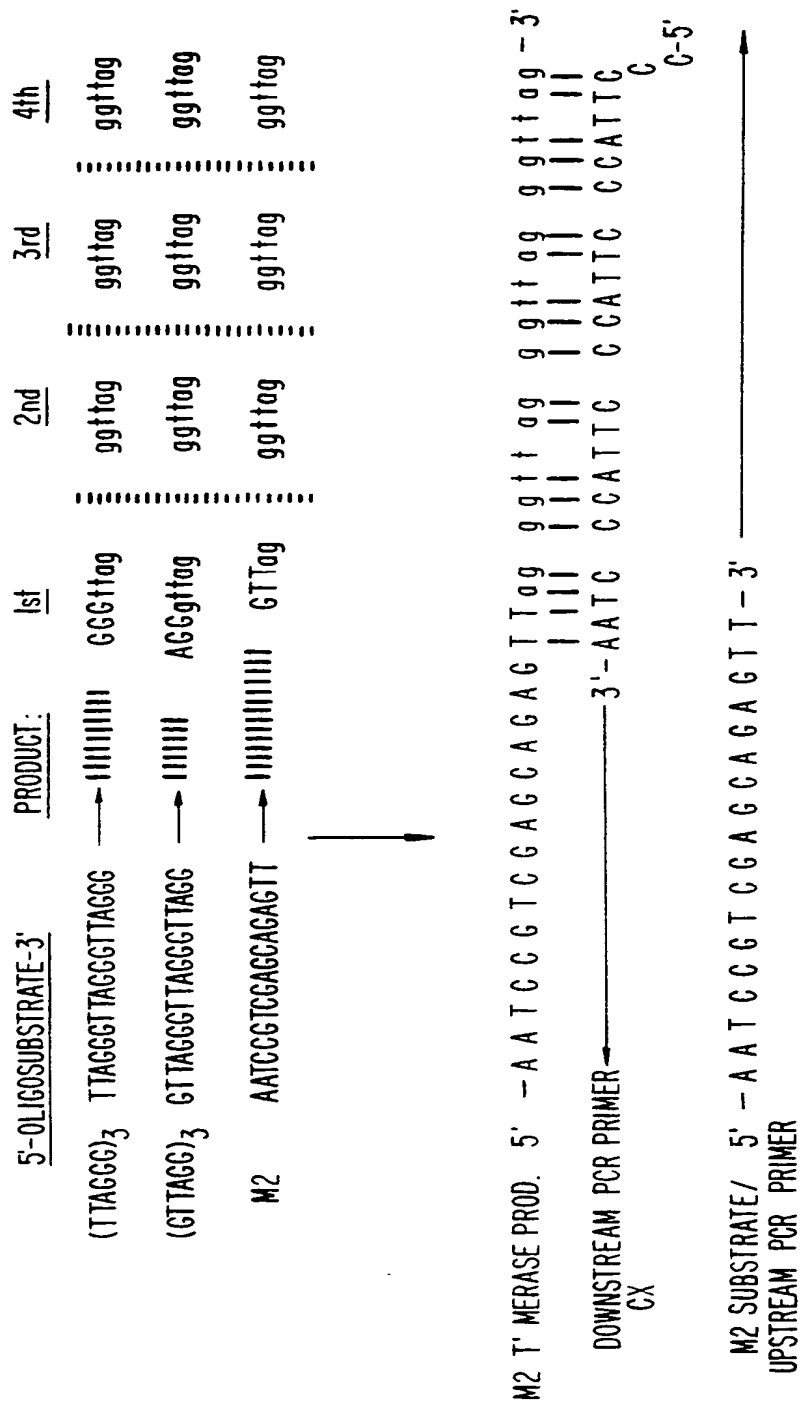 5'-OLIGOSUBSTRATE-3' PRODUCT: 1st 2nd 3rd 4th
(TTAGGG)3 TTAGGGTTAGGGTTAGGG GGGttag ggttag ggttag ggttag
(GTTAGG)3 GTTAGGGTTAGGGTTAGG AGGgttag ggttag ggttag ggttag
M2 AATCCGTCGAGCAGAGTT GTTag ggttag ggttag ggttag
M2 T' MERASE PROD. 5' -A A T C C G T C G A G C A G A G T T a g g g t t a g g g t t a g g g t t a g - 3'
3'- A A T C C C A T T C C C A T T C C C A T T C C C-5'
DOWNSTREAM PCR PRIMER
CX
M2 SUBSTRATE/ 5' -A A T C C G T C G A G C A G A G T T - 3'
UPSTREAM PCR PRIMER